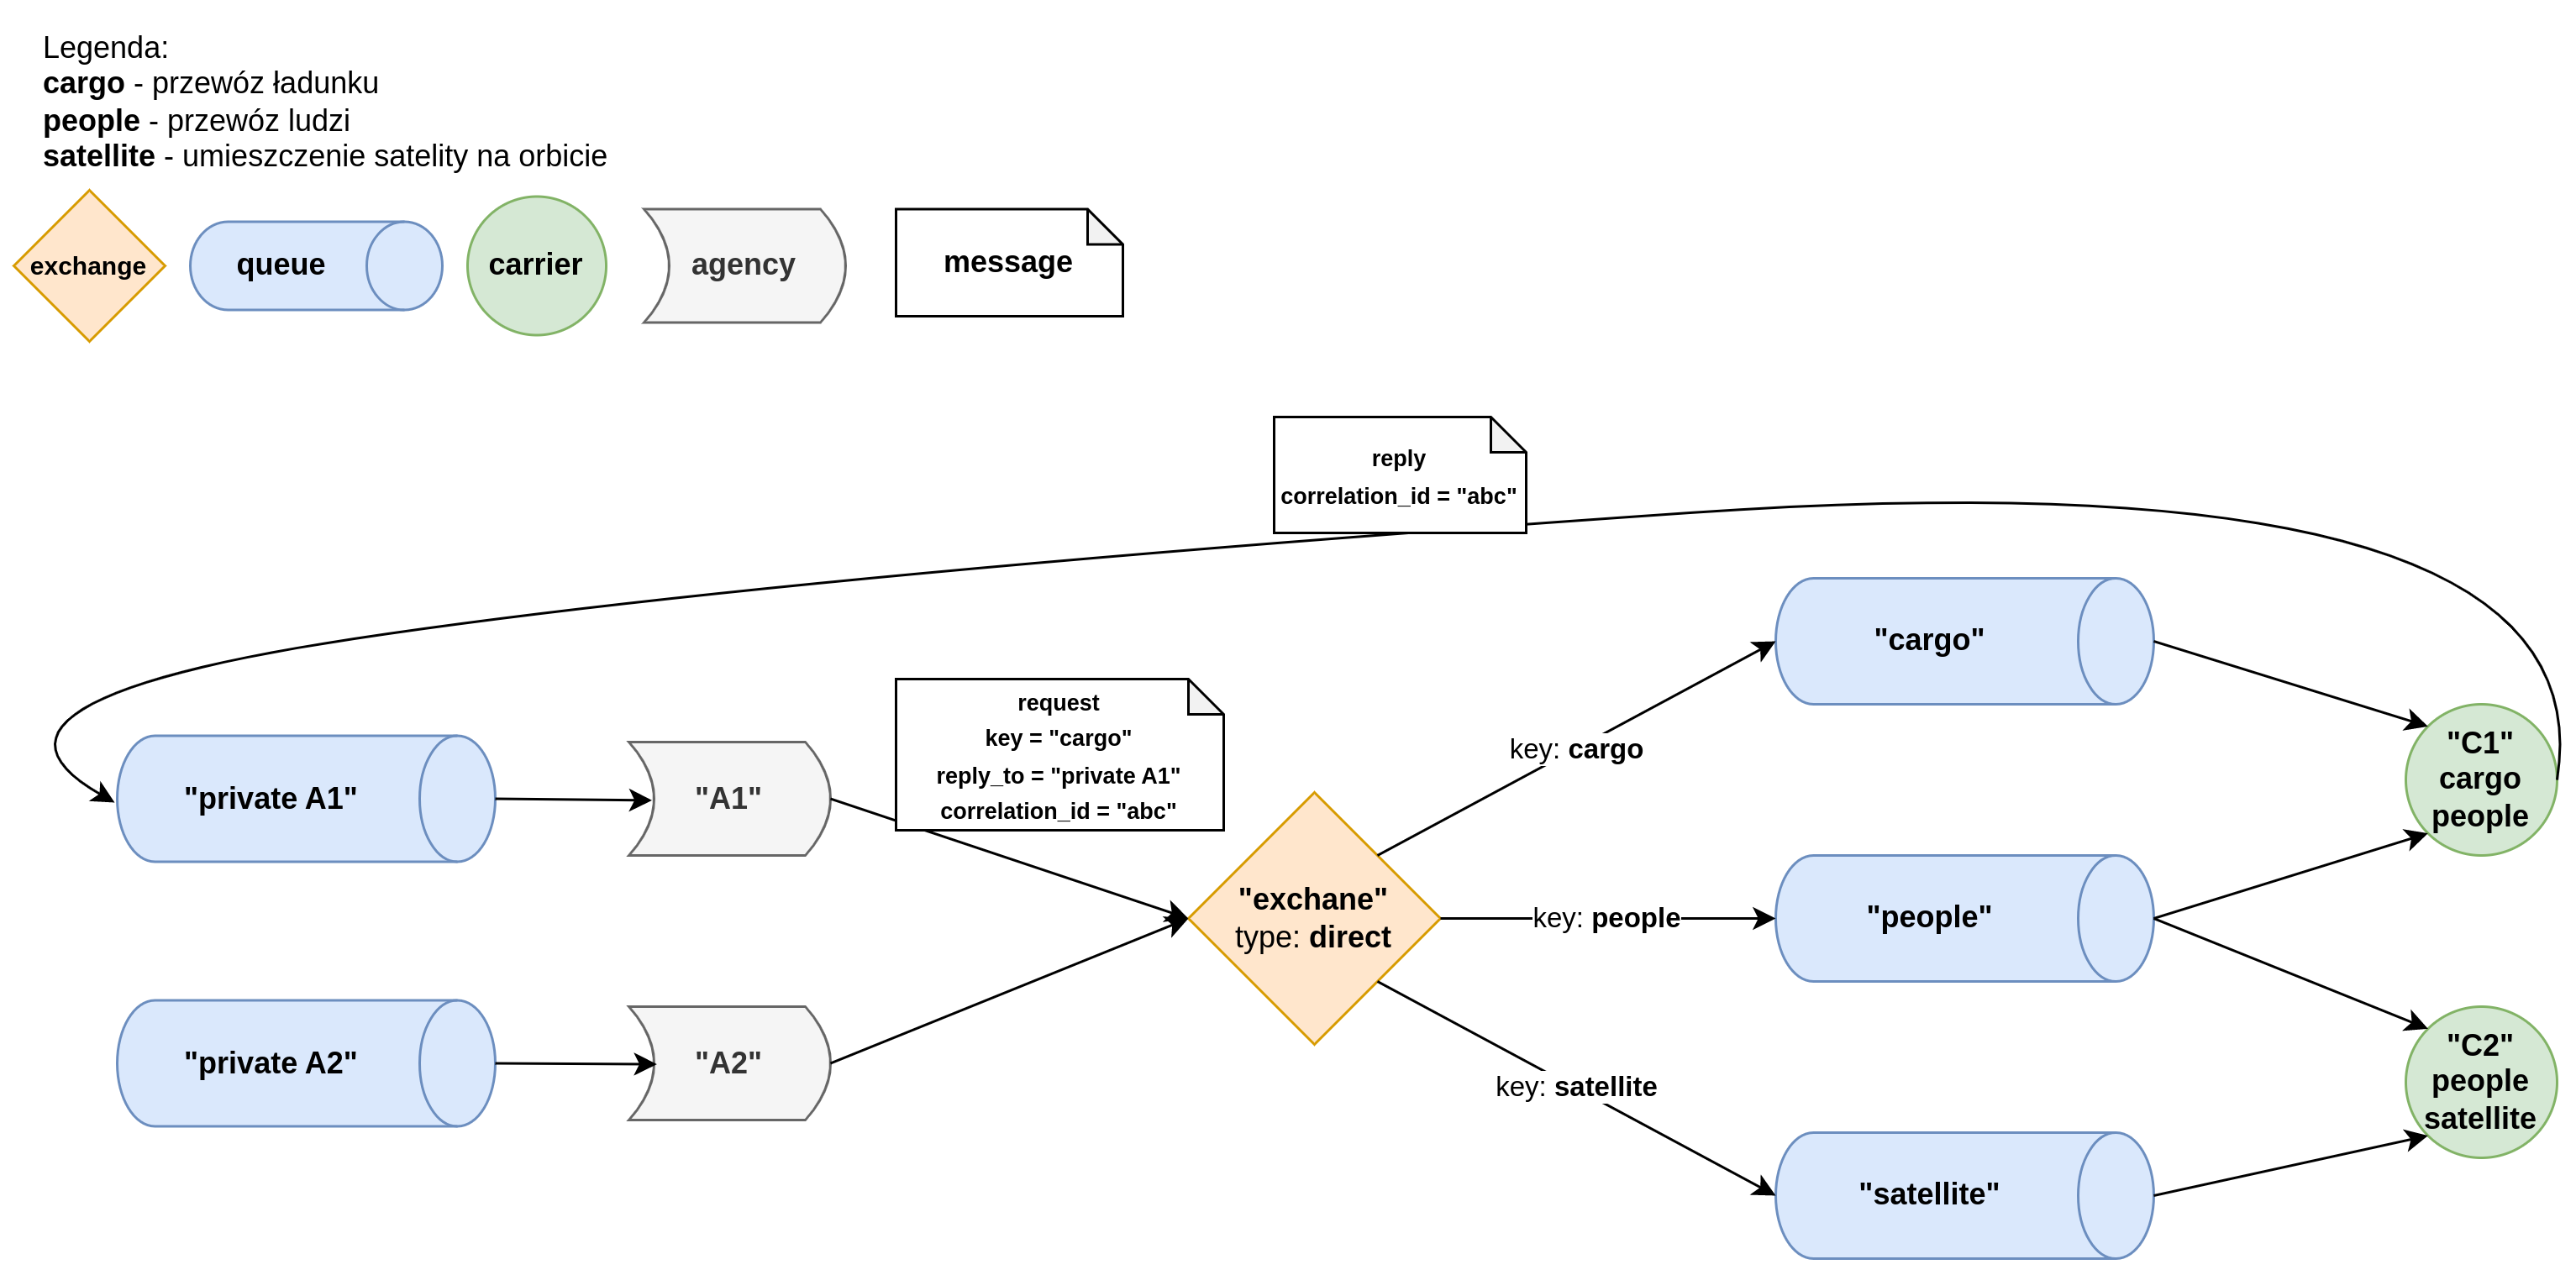 Legenda:
cargo - przewóz ładunku
people - przewóz ludzi
satellite - umieszczenie satelity na orbicie
exchange
queue
carrier
agency
message
reply
correlation_id = "abc"
request
key = "cargo"
reply_to = "private A1"
correlation_id = "abc"
"private A1"
"A1"
"private A2"
"A2"
"exchane"
type: direct
key: cargo
key: people
key: satellite
"cargo"
"people"
"satellite"
"C1"
cargo
people
"C2"
people
satellite